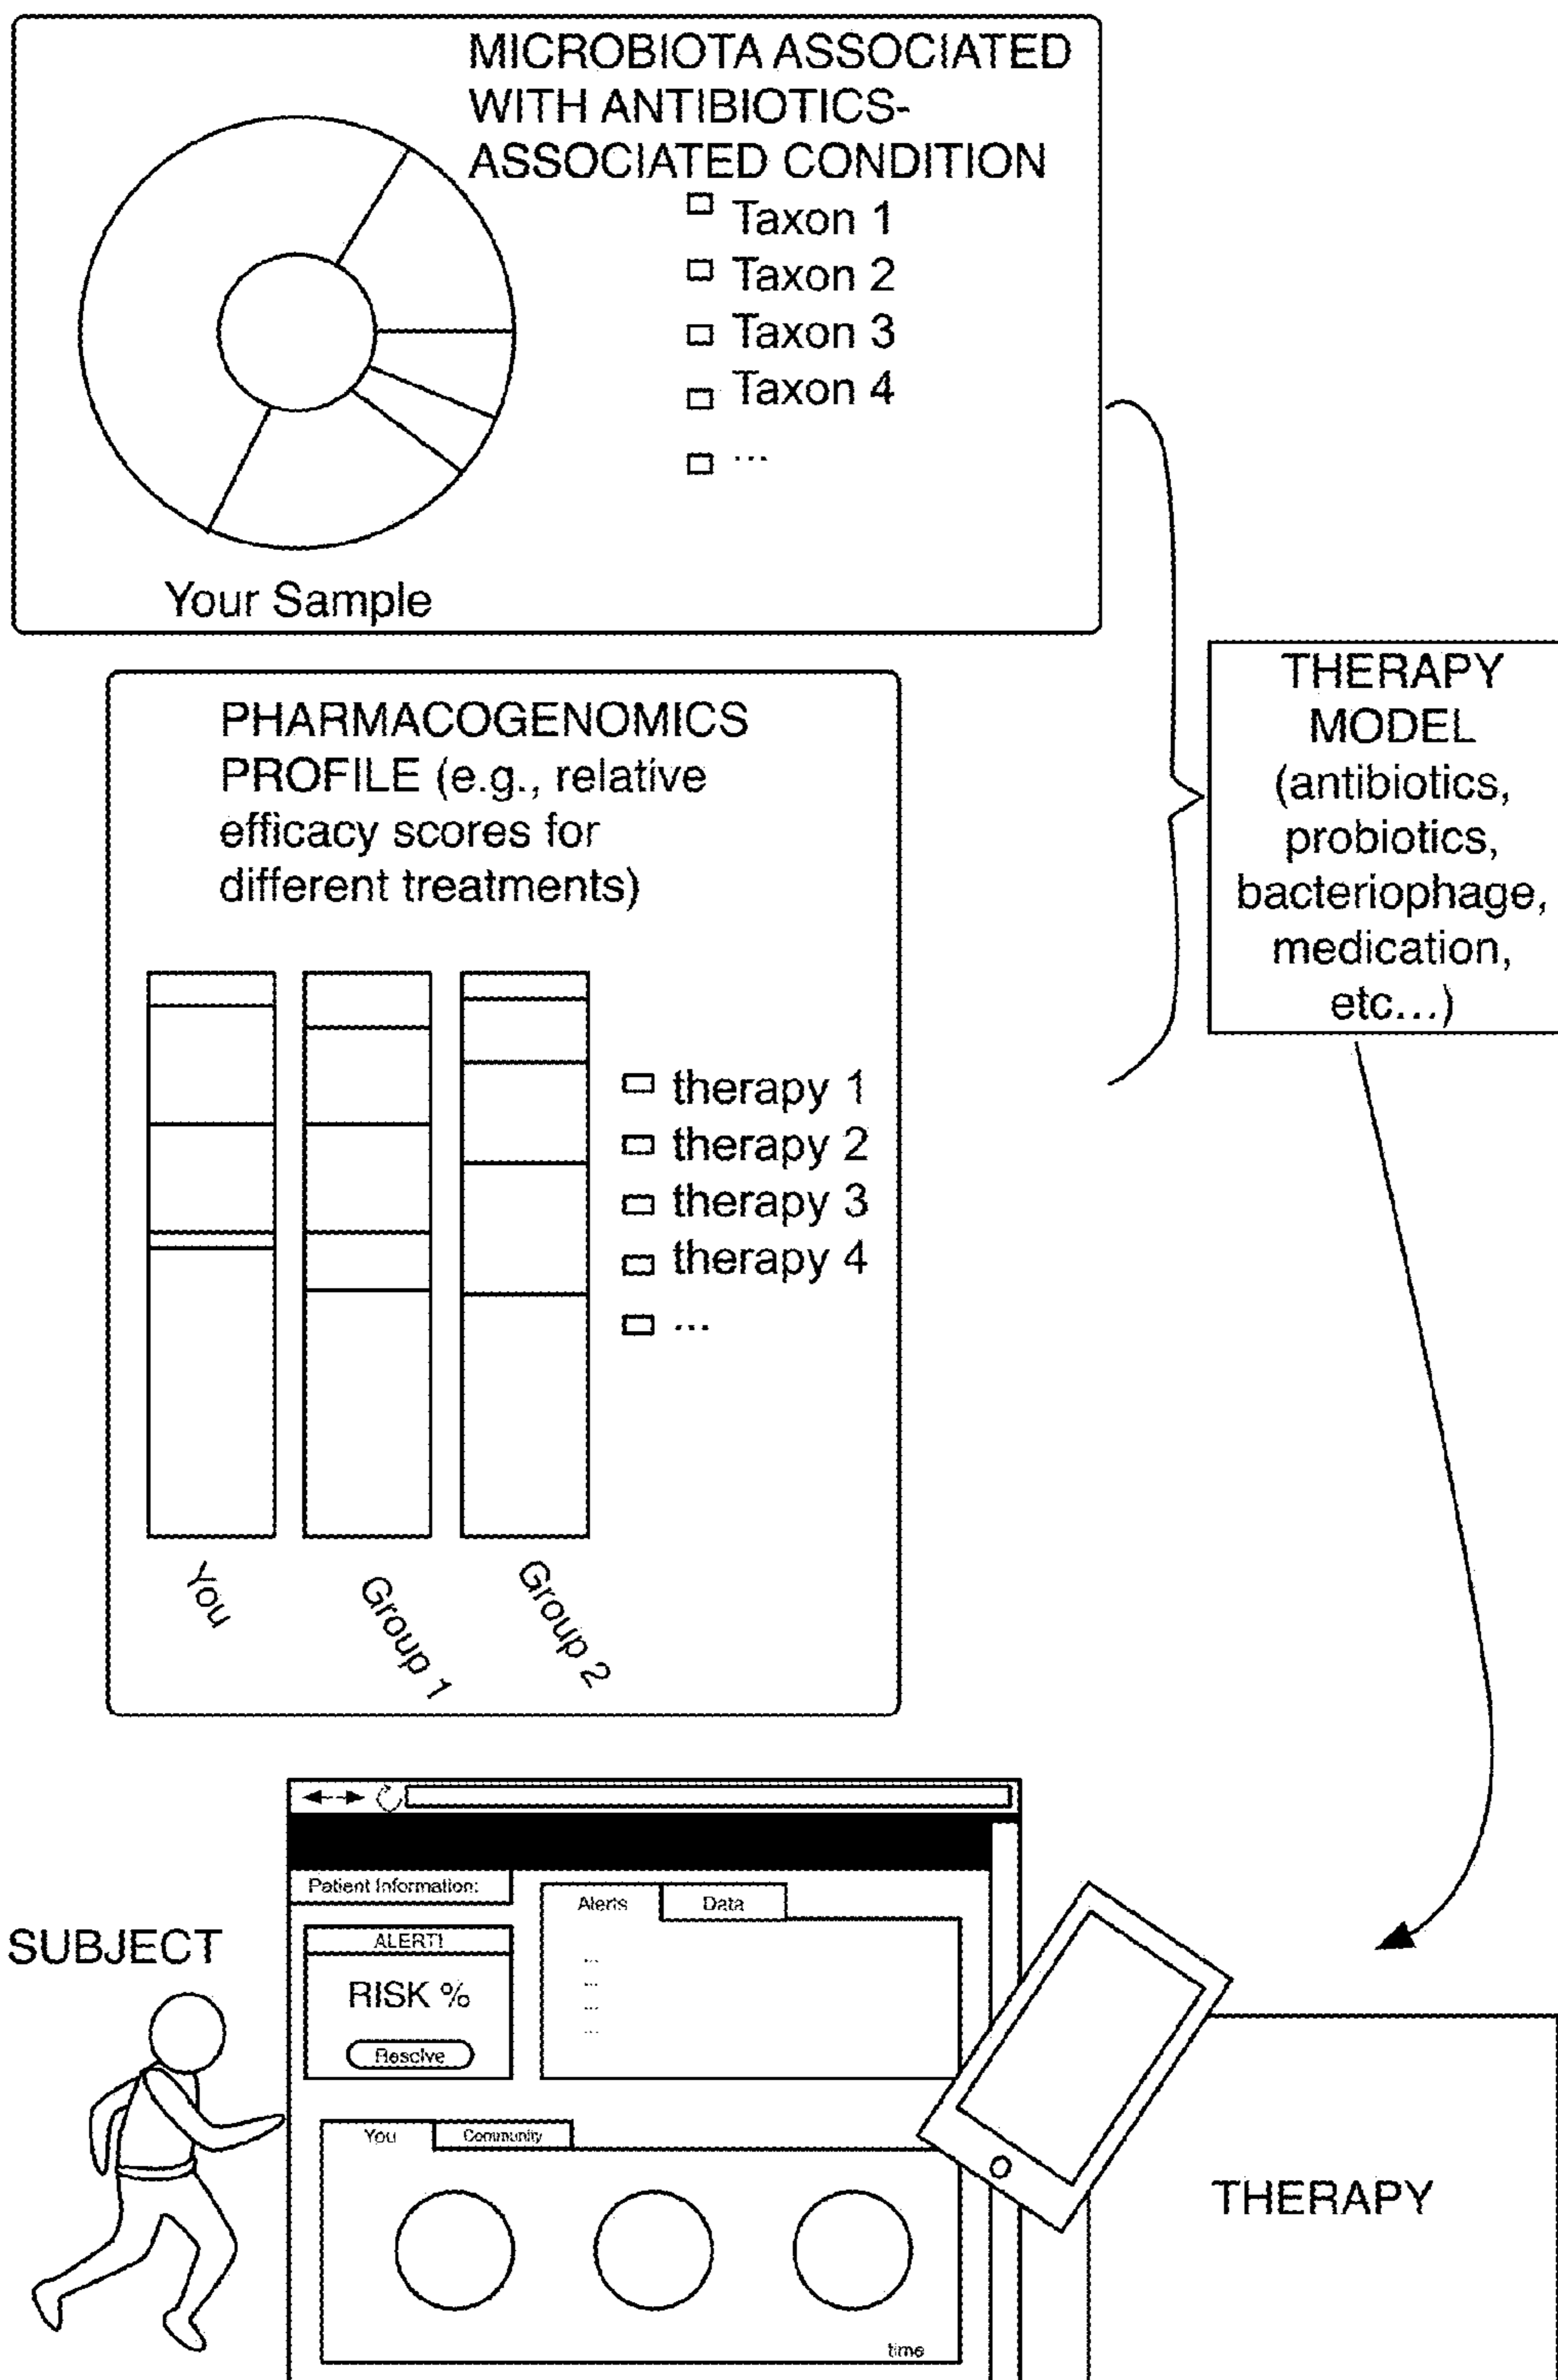 MICROBIOTA ASSOCIATED
WITH ANTIBIOTICS-
ASSOCIATED CONDITION
Taxon 1
Taxon 2
Taxon 3
Taxon 4
...
Your Sample
PHARMACOGENOMICS
PROFILE (e.g., relative
efficacy scores for
different treatments)
therapy 1
therapy 2
therapy 3
therapy 4
...
You
Group 1
Group 2
THERAPY
MODEL
(antibiotics,
probiotics,
bacteriophage,
medication,
etc...)
SUBJECT
Patient Information:
ALERT!
RISK %
Resolve
Alerts
Data
...
...
...
...
You
Community
time
THERAPY